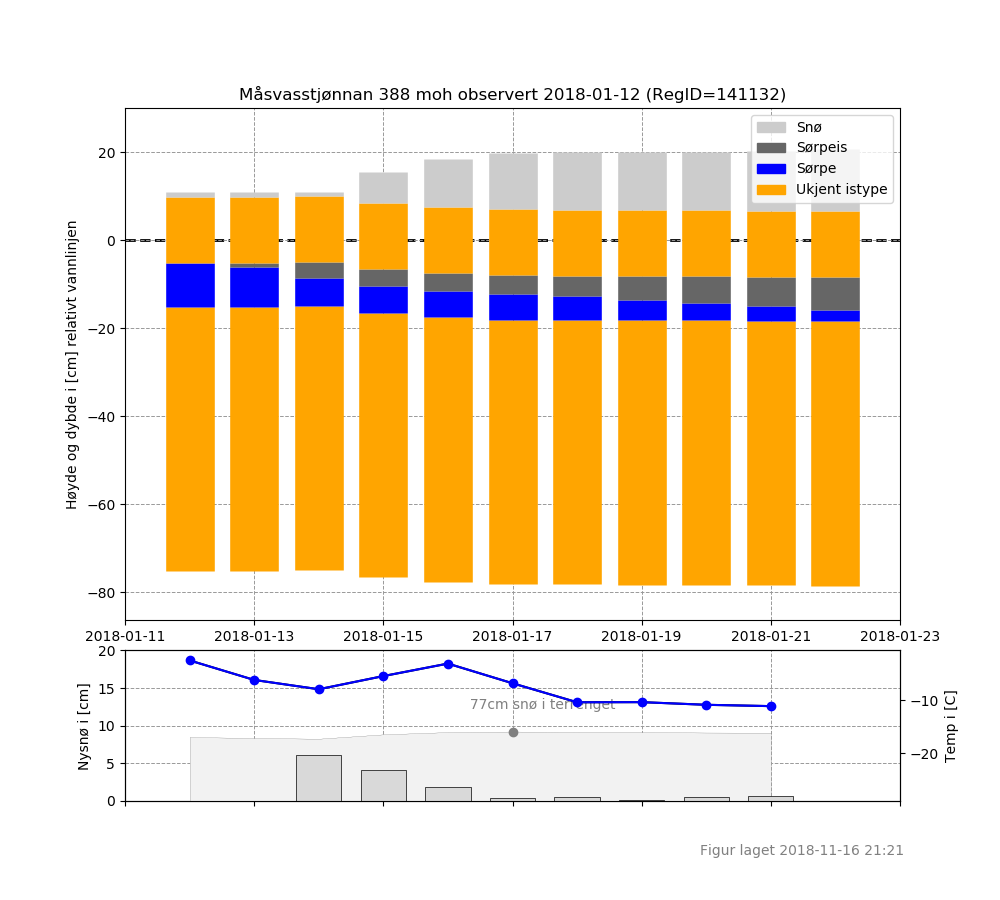 Måsvasstjønnan 388 moh observert 2018-01-12 (RegID=141132)
Snø
Sørpeis
Sørpe
Ukjent istype
Høyde og dybde i [cm] relativt vannlinjen
20
0
−20
−40
−60
−80
2018-01-11 2018-01-13 2018-01-15 2018-01-17 2018-01-19 2018-01-21 2018-01-23
Nysnø i [cm]
20
15
10
5
0
77cm snø i terrenget
−10
−20
Temp i [C]
Figur laget 2018-11-16 21:21